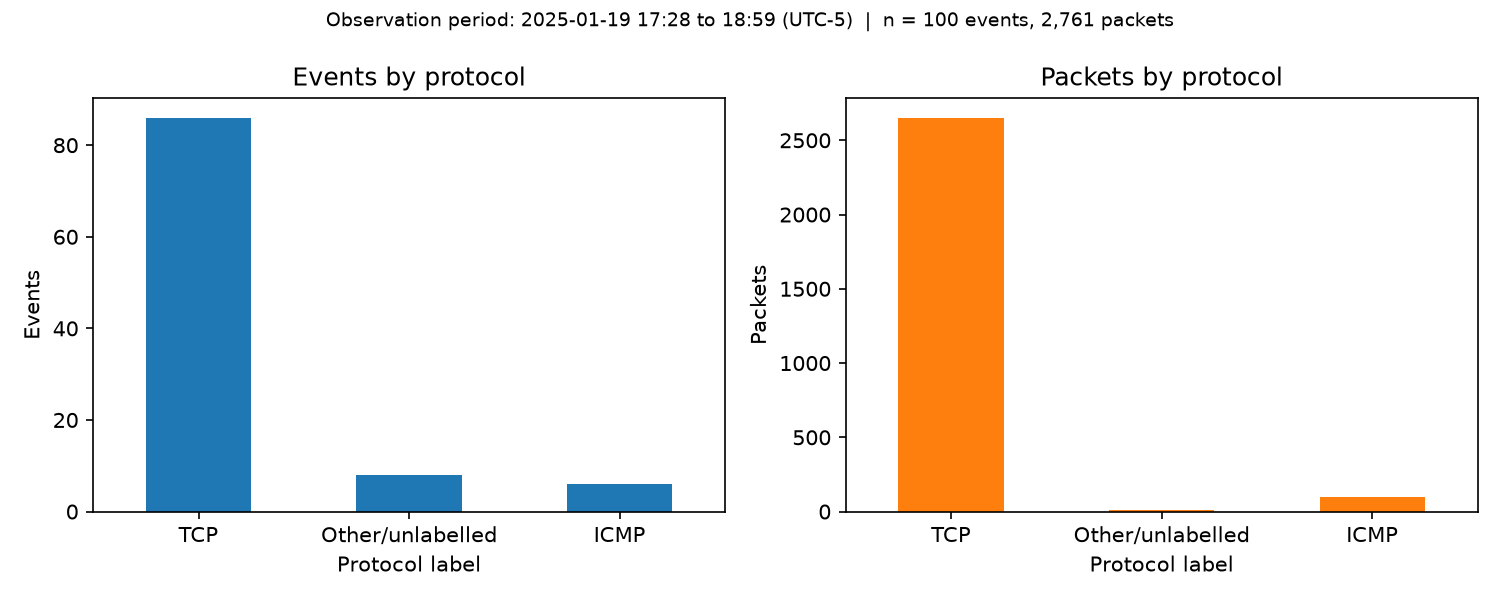 Observation period: 2025-01-19 17:28 to 18:59 (UTC-5)  |  n = 100 events, 2,761 packets
Events by protocol
Events
80
60
40
20
0
TCP
Other/unlabelled
ICMP
Protocol label
Packets by protocol
Packets
2500
2000
1500
1000
500
0
TCP
Other/unlabelled
ICMP
Protocol label